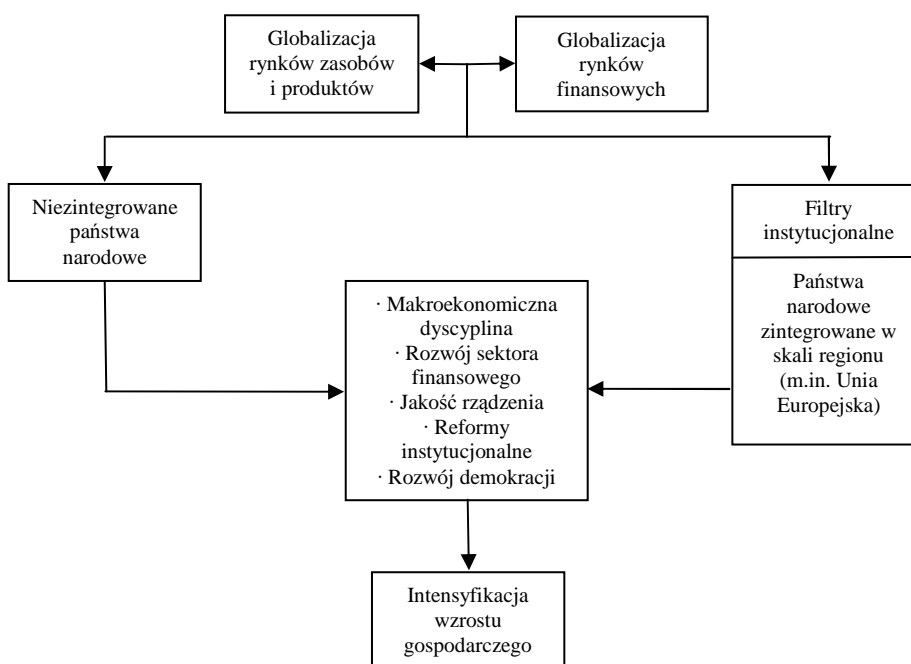 Globalizacja
rynków zasobów
i produktów
Globalizacja
rynków
finansowych
Niezintegrowane
państwa
narodowe
Filtry
instytucjonalne
Państwa
narodowe
zintegrowane w
skali regionu
(m.in. Unia
Europejska)
· Makroekonomiczna
dyscyplina
· Rozwój sektora
finansowego
· Jakość rządzenia
· Reformy
instytucjonalne
· Rozwój demokracji
Intensyfikacja
wzrostu
gospodarczego